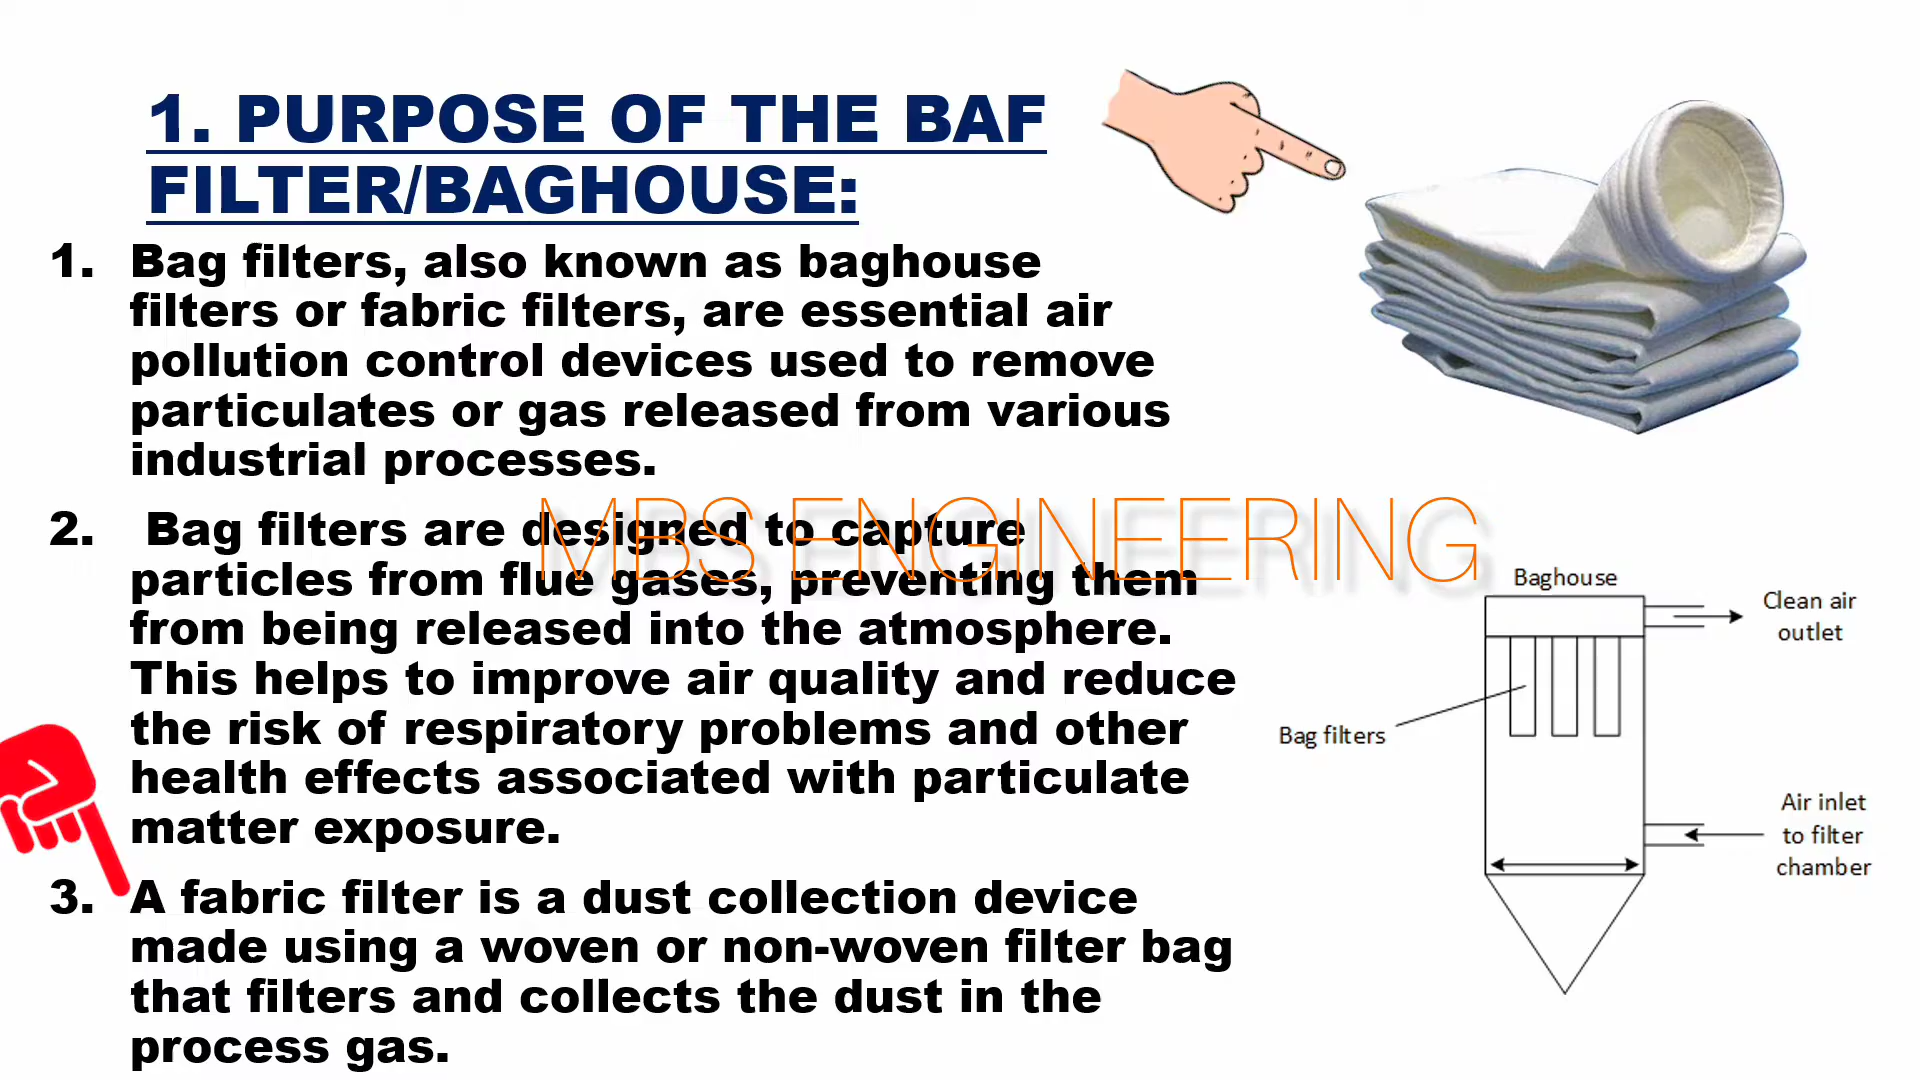 1. PURPOSE OF THE BAF
FILTER/BAGHOUSE:
1. Bag filters, also known as baghouse
filters or fabric filters, are essential air
pollution control devices used to remove
particulates or gas released from various
industrial processes.
2. Bag filters are designed to capture
particles from flue gases, preventing them
from being released into the atmosphere.
This helps to improve air quality and reduce
the risk of respiratory problems and other
health effects associated with particulate
matter exposure.
3. A fabric filter is a dust collection device
made using a woven or non-woven filter bag
that filters and collects the dust in the
process gas.
MBS ENGINEERING
Baghouse
Clean air
outlet
Bag filters
Air inlet
to filter
chamber